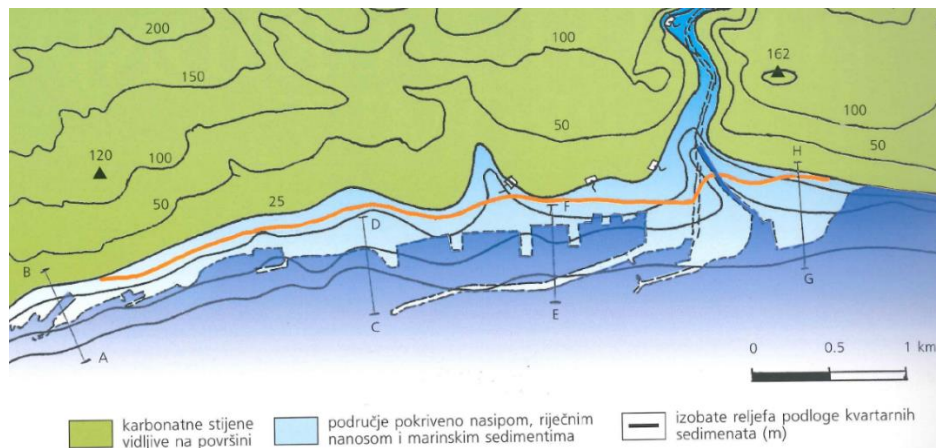 200
162
150
100
120
100
50
50
H
50
25
F
D
B
G
E
C
A
0 0.5 1 km
karbonatne stijene
vidljive na površini
područje pokriveno nasipom, riječnim
nanosom i marinskim sedimentima
izobate reljefa podloge kvartarnih
sedimenata (m)